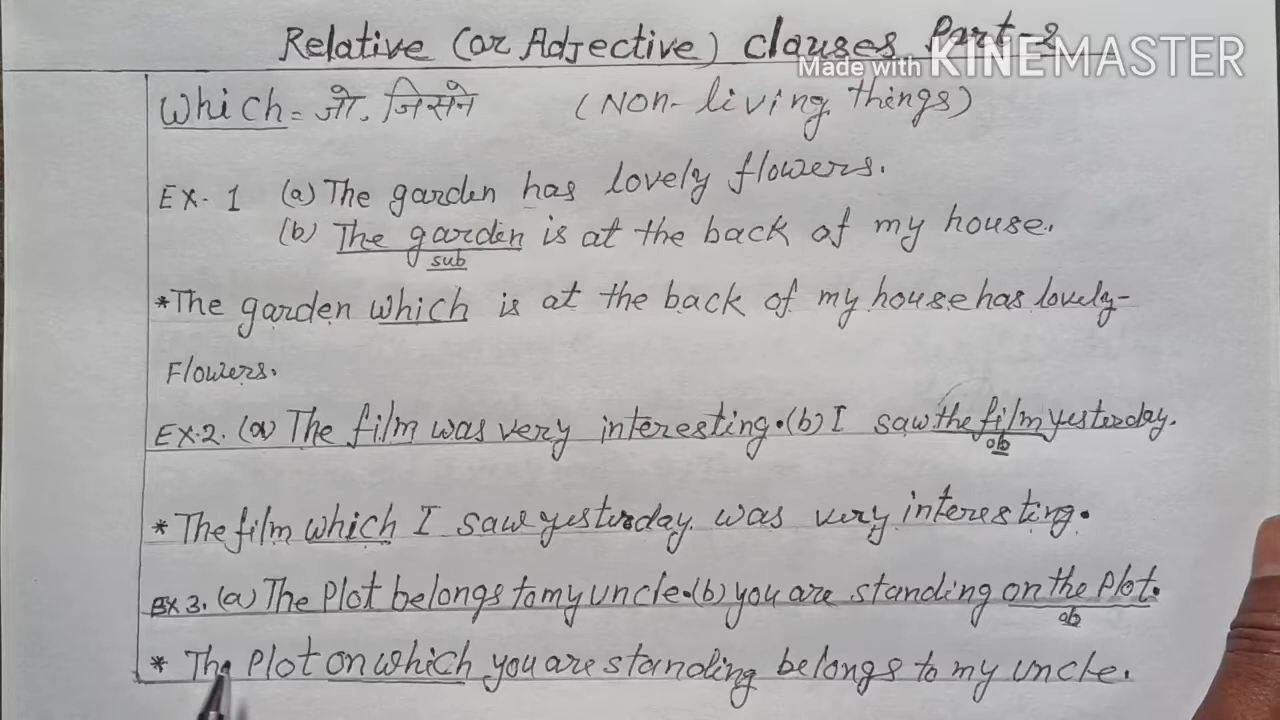 Relative (or Adjective) Clauses Part-2
Made with KINEMASTER
Which = जो, जिसने (Non-living things)
EX. 1 (a) The garden has lovely flowers.
(b) The garden is at the back of my house.
sub
*The garden which is at the back of my house has lovely-
Flowers.
EX.2. (a) The film was very interesting. (b) I saw the film yesterday.
ob
* The film which I saw yesterday was very interesting.
EX 3. (a) The Plot belongs to my uncle. (b) you are standing on the Plot.
ob
* The Plot on which you are standing belongs to my uncle.